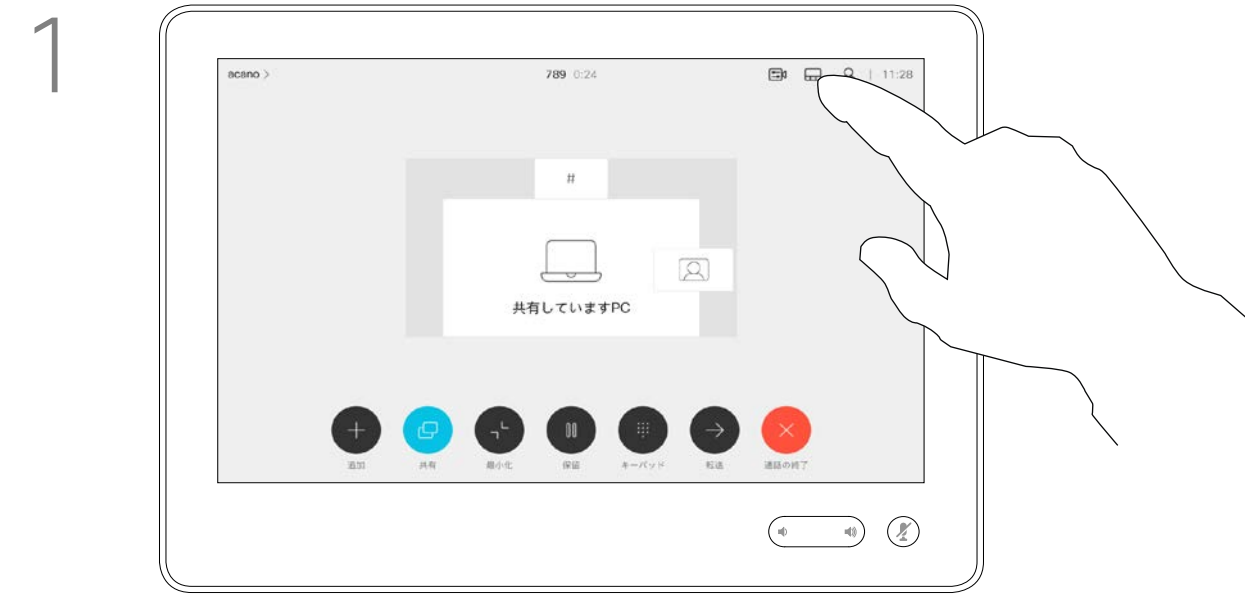 1
acano >
789 0:24
11:28
#
共有していますPC
追加
共有
最小化
保留
キーパッド
転送
通話の終了